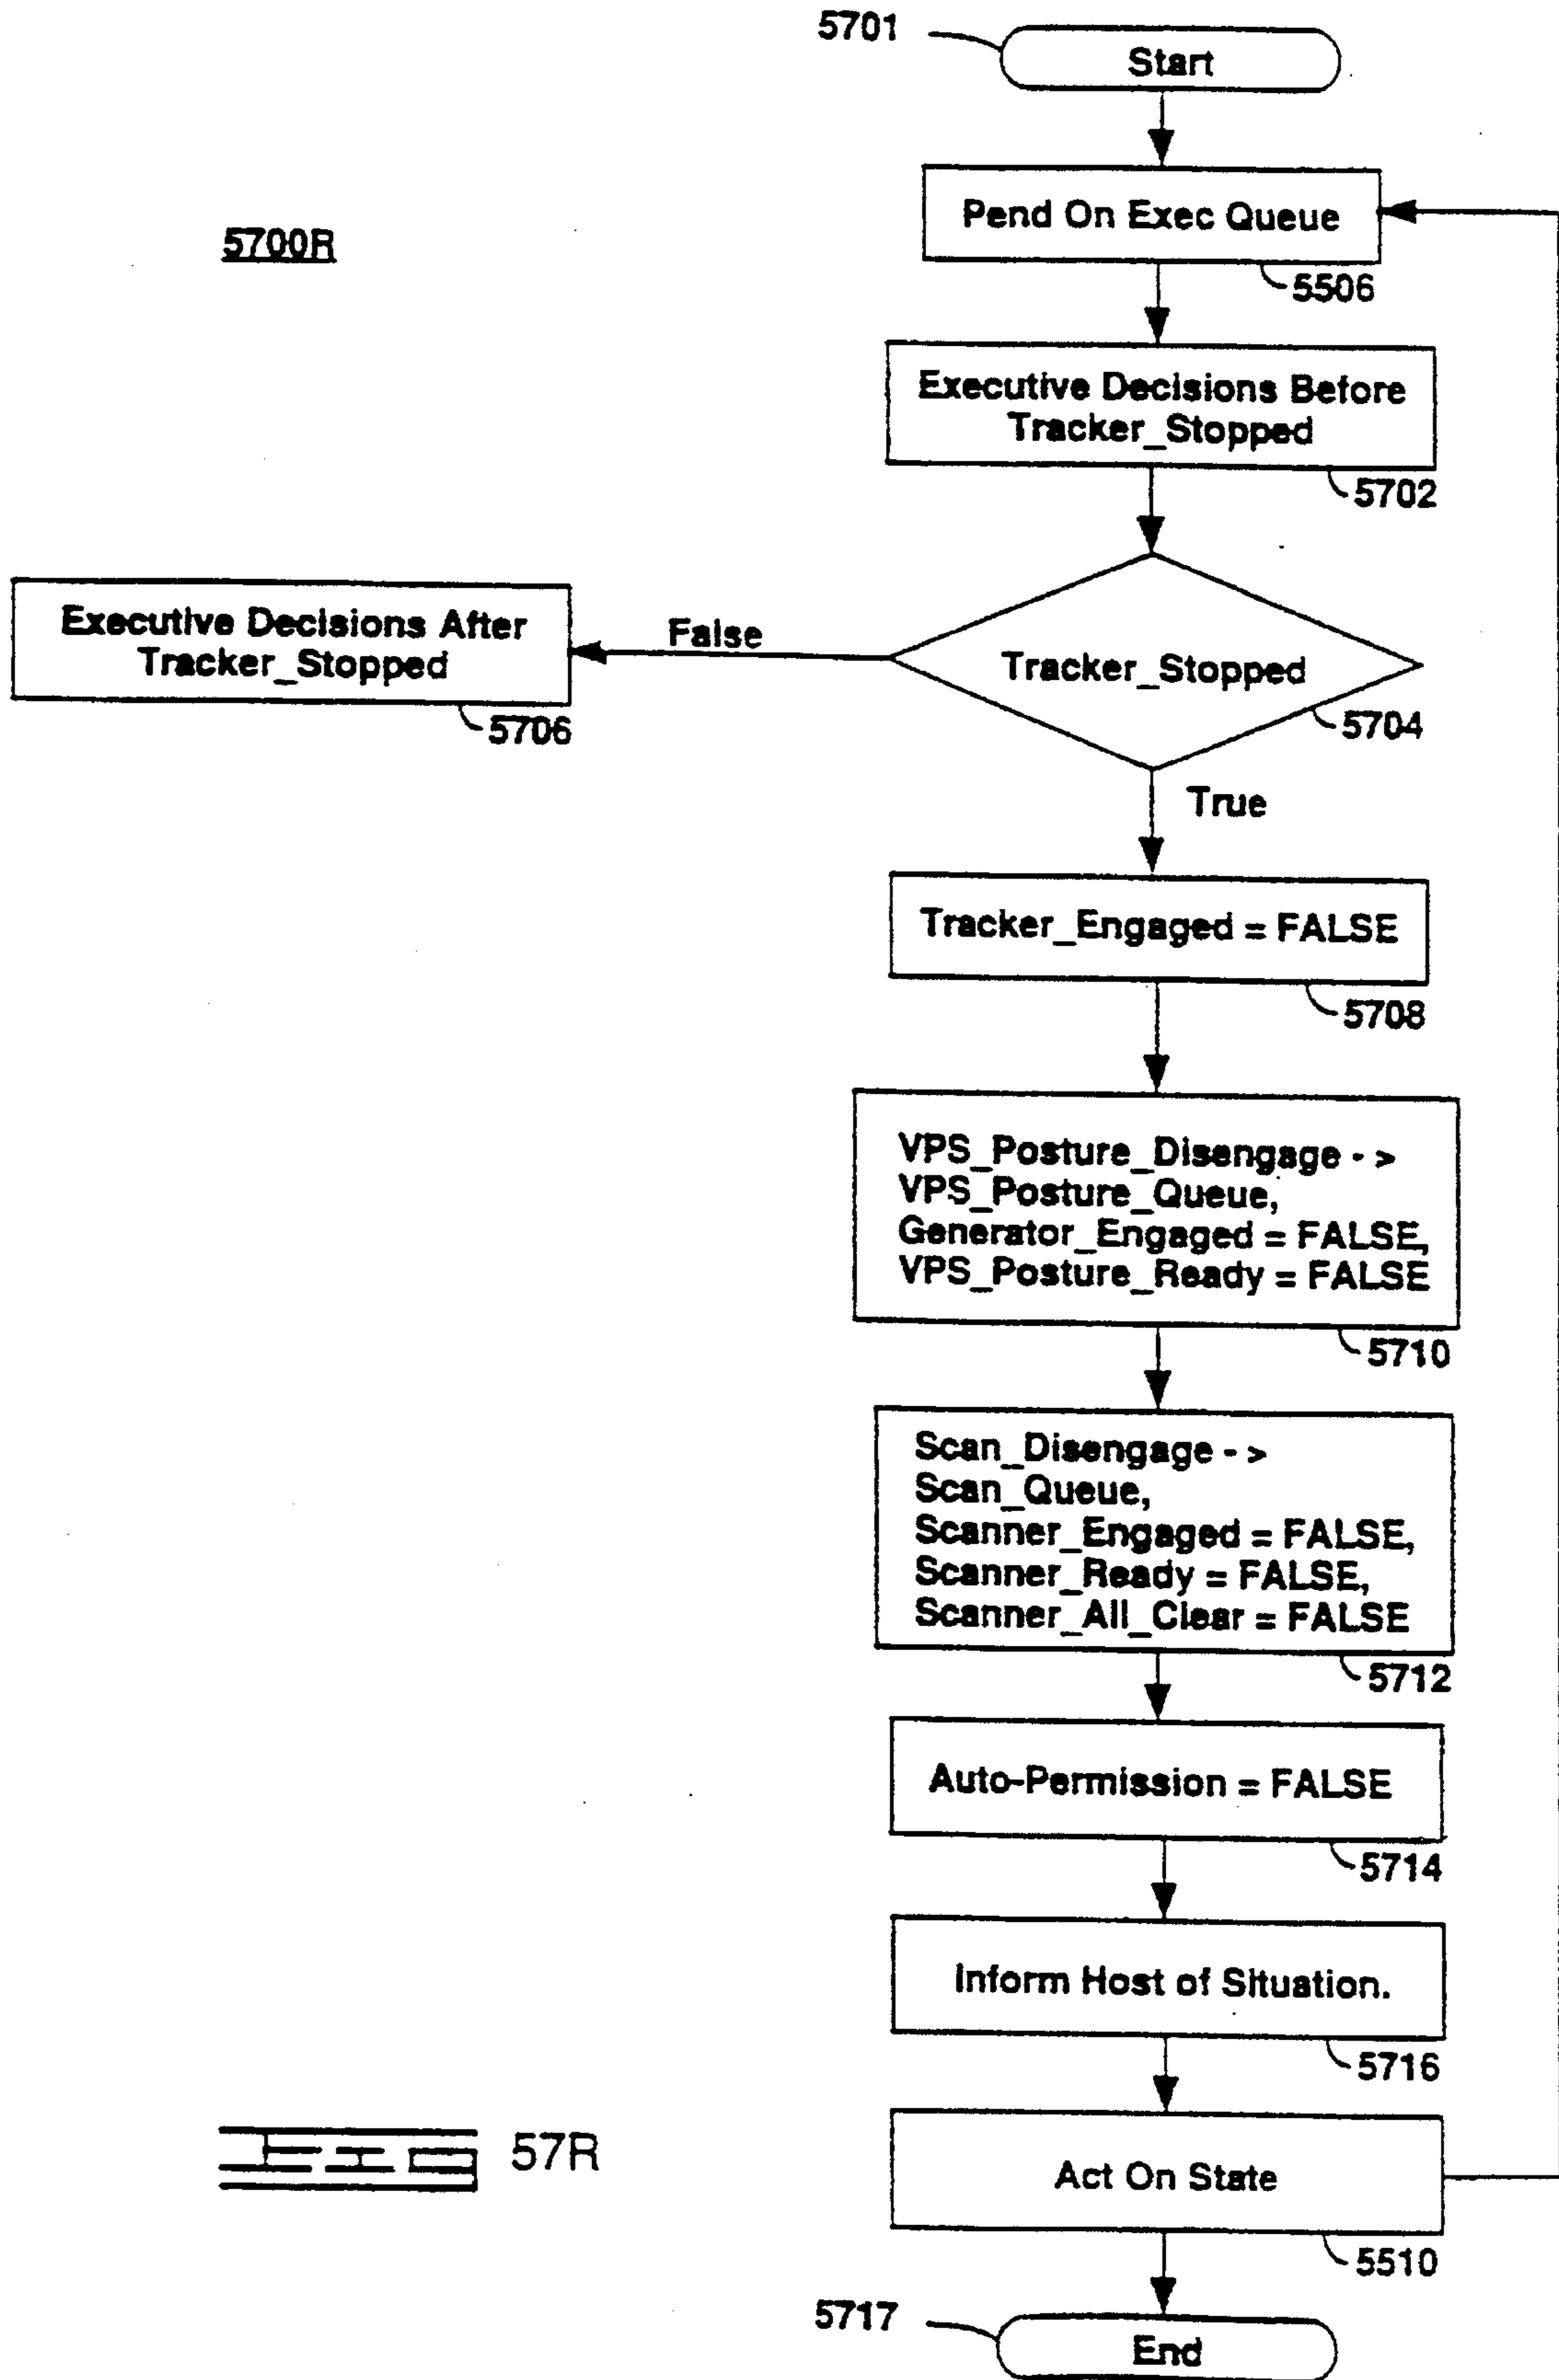 5701
Start
Pend On Exec Queue
5506
5700R
Executive Decisions Before
Tracker_Stopped
5702
Executive Decisions After
Tracker_Stopped
5706
False
Tracker_Stopped
5704
True
Tracker_Engaged = FALSE
5708
VPS_Posture_Disengage - >
VPS_Posture_Queue,
Generator_Engaged = FALSE,
VPS_Posture_Ready = FALSE
5710
Scan_Disengage - >
Scan_Queue,
Scanner_Engaged = FALSE,
Scanner_Ready = FALSE,
Scanner_All_Clear = FALSE
5712
Auto-Permission = FALSE
5714
Inform Host of Situation.
5716
Act On State
5510
57R
5717
End